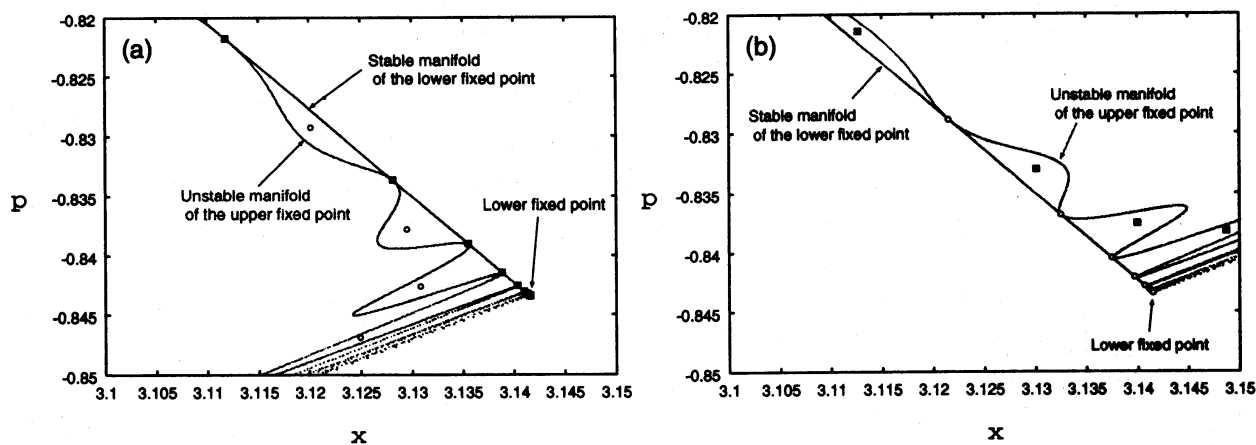 (a)
-0.82
-0.825
-0.83
-0.835
-0.84
-0.845
-0.85
p
Stable manifold
of the lower fixed point
Unstable manifold
of the upper fixed point
Lower fixed point
3.1 3.105 3.11 3.115 3.12 3.125 3.13 3.135 3.14 3.145 3.15
x
(b)
-0.82
-0.825
-0.83
-0.835
-0.84
-0.845
-0.85
p
Unstable manifold
of the upper fixed point
Stable manifold
of the lower fixed point
Lower fixed point
3.1 3.105 3.11 3.115 3.12 3.125 3.13 3.135 3.14 3.145 3.15
x